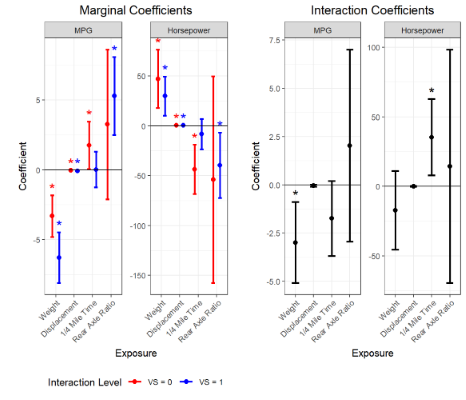 Marginal Coefficients
Interaction Coefficients
MPG
Horsepower
MPG
Horsepower
Coefficient
5
0
-5
* * * * * *
50
0
-50
-100
-150
* * * * * *
Coefficient
7.5
5.0
2.5
0.0
-2.5
-5.0
*
100
50
0
-50
*
Weight
Displacement
1/4 Mile Time
Rear Axle Ratio
Weight
Displacement
1/4 Mile Time
Rear Axle Ratio
Weight
Displacement
1/4 Mile Time
Rear Axle Ratio
Weight
Displacement
1/4 Mile Time
Rear Axle Ratio
Exposure
Exposure
Interaction Level VS = 0 VS = 1